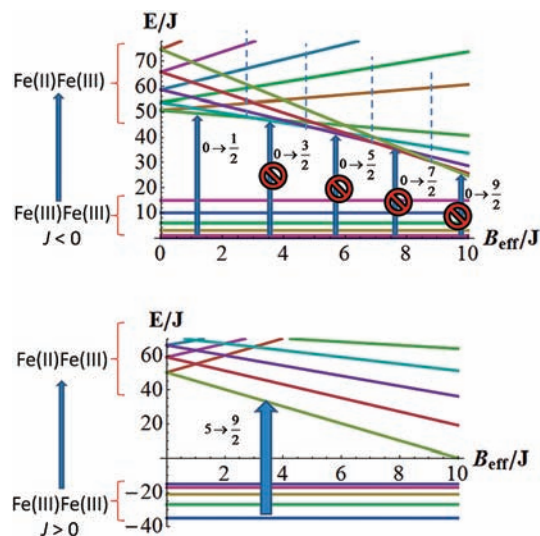 E/J
70
60
50
40
30
20
10
0
2
4
6
8
10
B_eff/J
Fe(II)Fe(III)
Fe(III)Fe(III)
J < 0
0→1/2
0→3/2
0→5/2
0→7/2
0→9/2
E/J
60
40
20
2
4
6
8
10
B_eff/J
-20
-40
Fe(II)Fe(III)
5→9/2
Fe(III)Fe(III)
J > 0